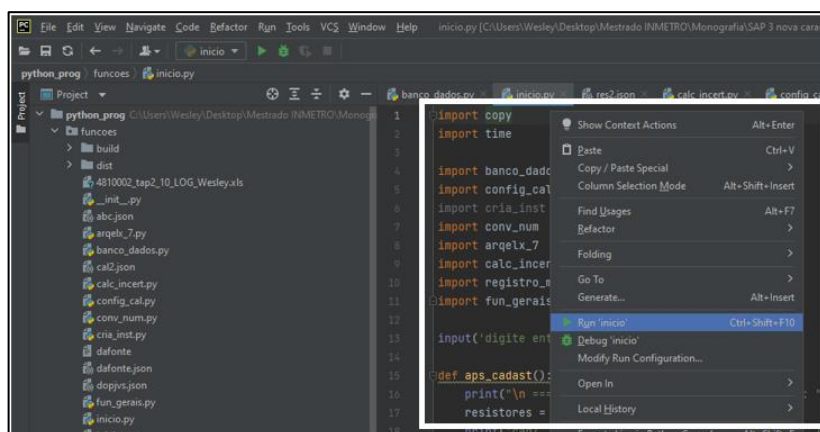 File Edit View Navigate Code Refactor Run Tools VCS Window Help inicio.py [C:\Users\Wesley\Desktop\Mestrado INMETRO\Monografia\SAP 3 nova cara
inicio
python_prog funcoes inicio.py
Project banco_dados.py inicio.py res2.json calc_incert.py
Project
python_prog C:\Users\Wesley\Desktop\Mestrado INMETRO\Monogr
funcoes
build
dist
4810002_tap2_10_LOG_Wesley.xls
__init__.py
abc.json
arqelx_7.py
banco_dados.py
cal2.json
calc_incert.py
config_cal.py
conv_num.py
cria_inst.py
dafonte
dafonte.json
dopjvs.json
fun_gerais.py
inicio.py
1 import copy
2 import time
3
4 import banco_dado
5 import config_cal
6 import cria_inst
7 import conv_num
8 import arqelx_7
9 import calc_incer
10 import registro_m
11 import fun_gerais
12
13 input('digite ent
14
15 def aps_cadast():
16 print("\n ===
17 resistores =
Show Context Actions Alt+Enter
Paste Ctrl+V
Copy / Paste Special
Column Selection Mode Alt+Shift+Insert
Find Usages Alt+F7
Refactor
Folding
Go To
Generate... Alt+Insert
Run 'inicio' Ctrl+Shift+F10
Debug 'inicio'
Modify Run Configuration...
Open In
Local History